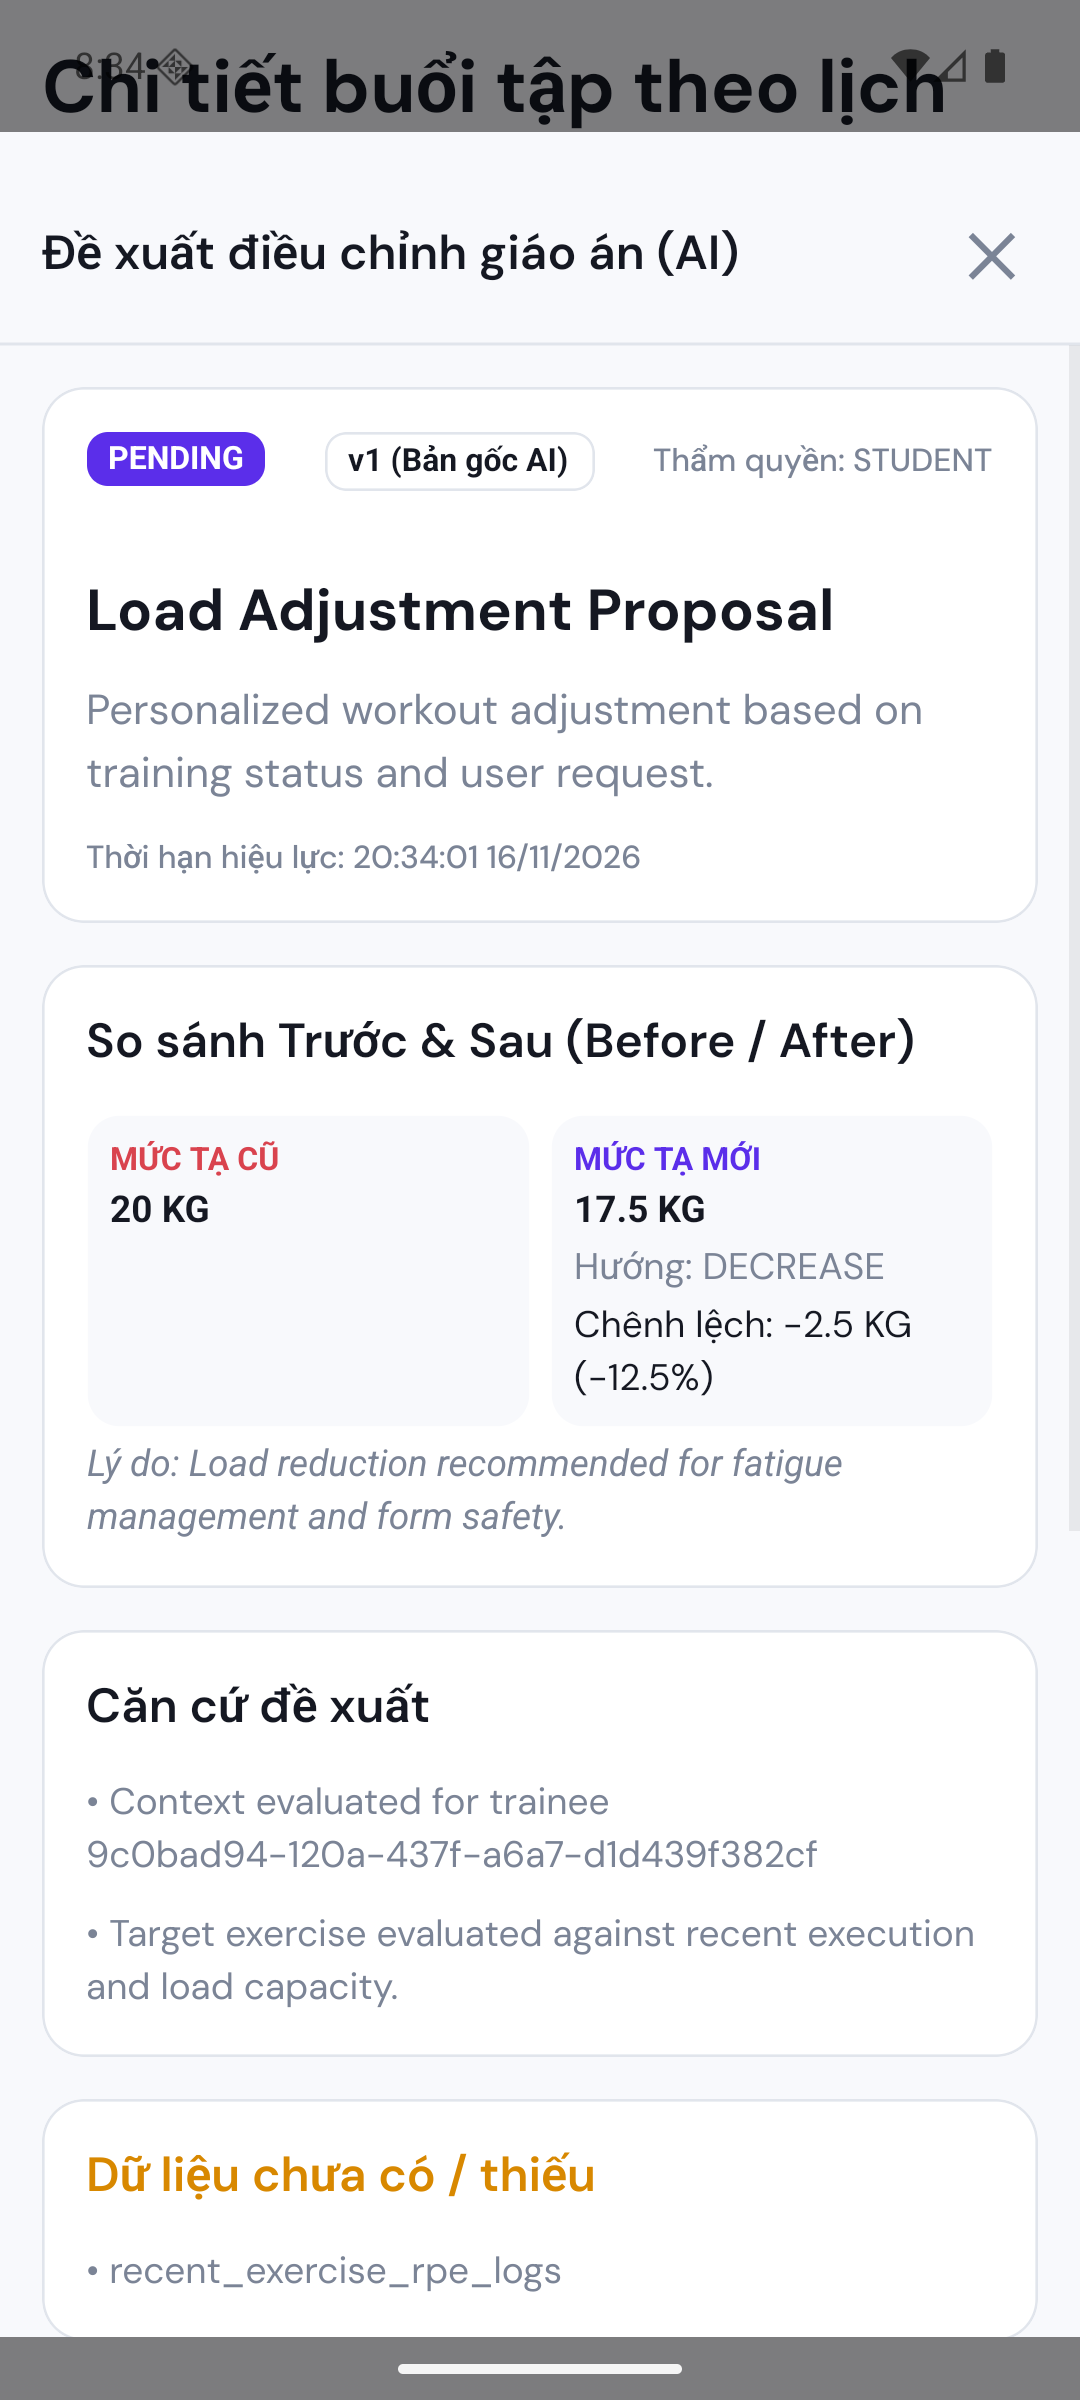 8:34
Chi tiết buổi tập theo lịch
Đề xuất điều chỉnh giáo án (AI)
PENDING
v1 (Bản gốc AI)
Thẩm quyền: STUDENT
Load Adjustment Proposal
Personalized workout adjustment based on
training status and user request.
Thời hạn hiệu lực: 20:34:01 16/11/2026
So sánh Trước & Sau (Before / After)
MỨC TẠ CŨ
20 KG
MỨC TẠ MỚI
17.5 KG
Hướng: DECREASE
Chênh lệch: -2.5 KG
(-12.5%)
Lý do: Load reduction recommended for fatigue
management and form safety.
Căn cứ đề xuất
• Context evaluated for trainee
9c0bad94-120a-437f-a6a7-d1d439f382cf
• Target exercise evaluated against recent execution
and load capacity.
Dữ liệu chưa có / thiếu
• recent_exercise_rpe_logs